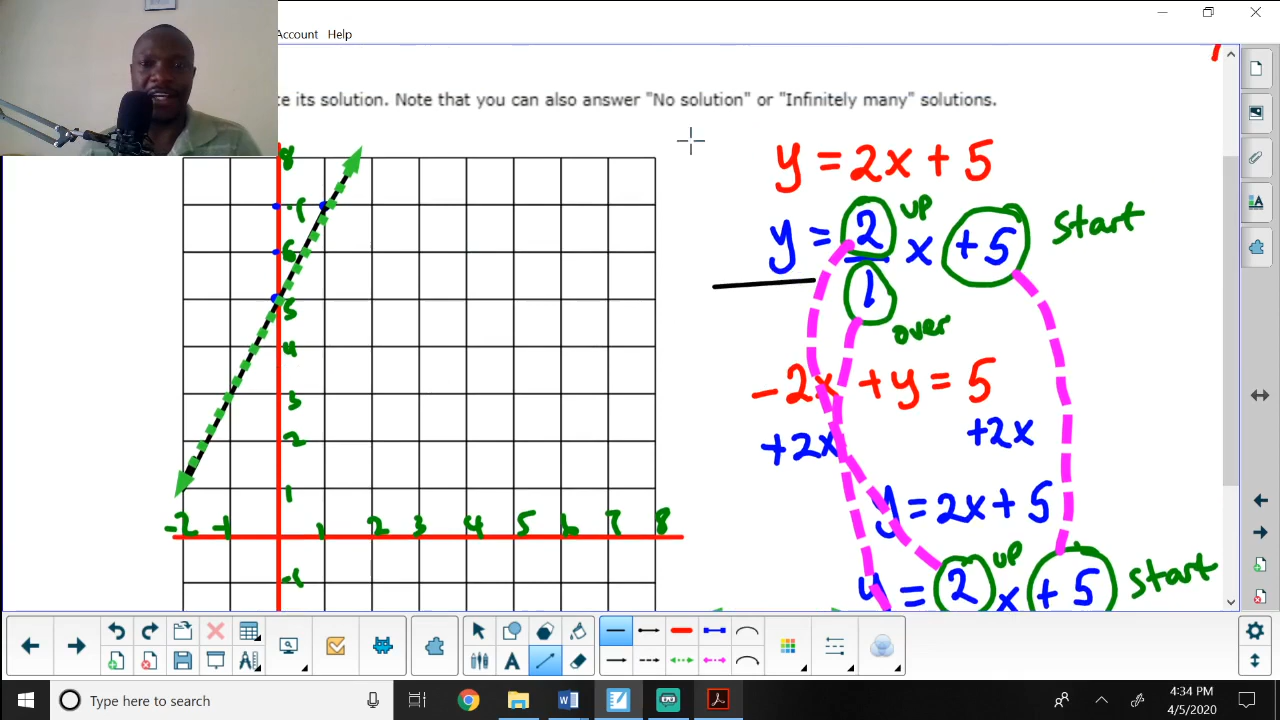 Account Help
te its solution. Note that you can also answer "No solution" or "Infinitely many" solutions.
y = 2x + 5
y = 2/1 x + 5
up
start
over
-2x + y = 5
+2x +2x
y = 2x + 5
y = 2 x + 5
up
start
8
6
5
4
3
2
1
-2 -1 1 2 3 4 5 6 7 8
-1
A
Type here to search
4:34 PM
4/5/2020